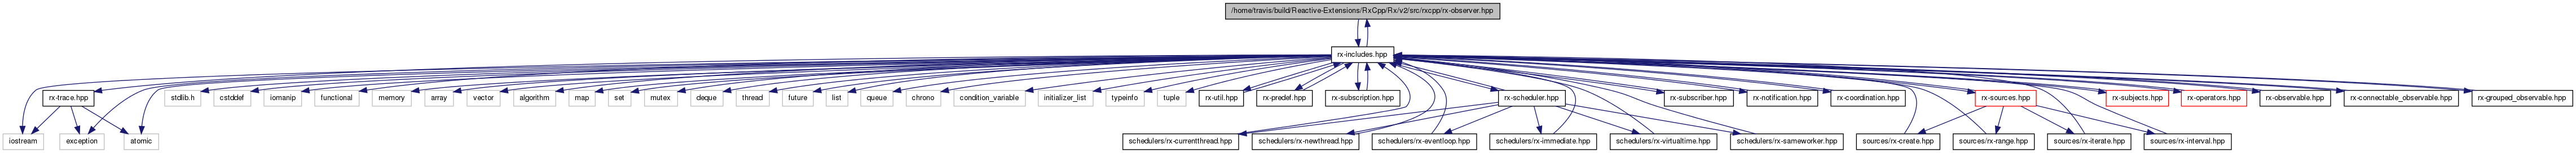 /home/travis/build/Reactive-Extensions/RxCpp/Rx/v2/src/rxcpp/rx-observer.hpp
rx-includes.hpp
rx-trace.hpp
stdlib.h
cstddef
iomanip
functional
memory
array
vector
algorithm
map
set
mutex
deque
thread
future
list
queue
chrono
condition_variable
initializer_list
typeinfo
tuple
rx-util.hpp
rx-predef.hpp
rx-subscription.hpp
rx-scheduler.hpp
rx-subscriber.hpp
rx-notification.hpp
rx-coordination.hpp
rx-sources.hpp
rx-subjects.hpp
rx-operators.hpp
rx-observable.hpp
rx-connectable_observable.hpp
rx-grouped_observable.hpp
iostream
exception
atomic
schedulers/rx-currentthread.hpp
schedulers/rx-newthread.hpp
schedulers/rx-eventloop.hpp
schedulers/rx-immediate.hpp
schedulers/rx-virtualtime.hpp
schedulers/rx-sameworker.hpp
sources/rx-create.hpp
sources/rx-range.hpp
sources/rx-iterate.hpp
sources/rx-interval.hpp